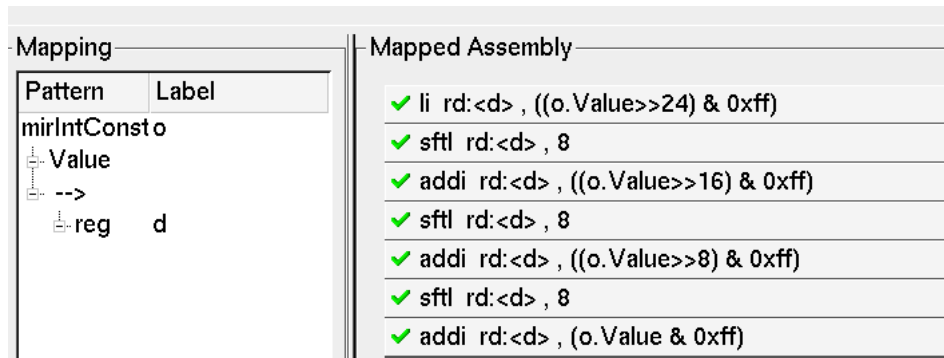 Mapping
Pattern Label
mirIntConst o
Value
-->
reg d
Mapped Assembly
li rd:<d> , ((o.Value>>24) & 0xff)
sftl rd:<d> , 8
addi rd:<d> , ((o.Value>>16) & 0xff)
sftl rd:<d> , 8
addi rd:<d> , ((o.Value>>8) & 0xff)
sftl rd:<d> , 8
addi rd:<d> , (o.Value & 0xff)